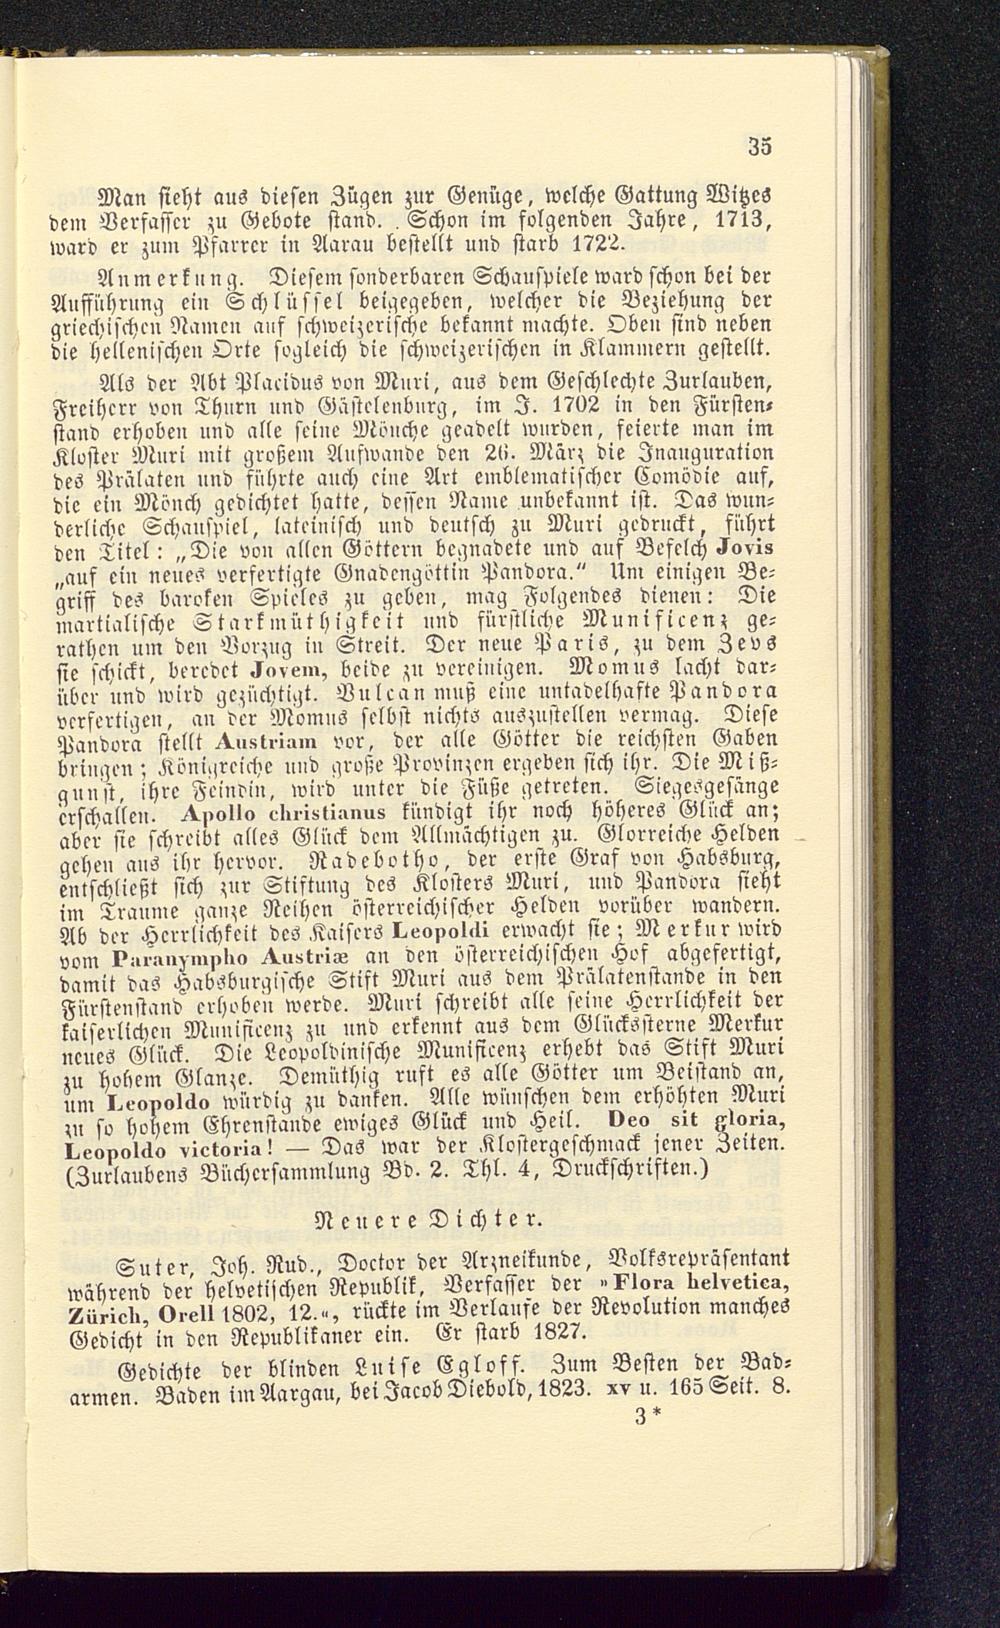 35
Man sieht aus diesen Zügen zur Genüge, welche Gattung Witzes
dem Verfasser zu Gebote stand. Schon im folgenden Jahre, 1713,
ward er zum Pfarrer in Aarau bestellt und starb 1722.
Anmerkung. Diesem sonderbaren Schauspiele ward schon bei der
Aufführung ein Schlüssel beigegeben, welcher die Beziehung der
griechischen Namen auf schweizerische bekannt machte. Oben sind neben
die hellenischen Orte sogleich die schweizerischen in Klammern gestellt.
Als der Abt Placidus von Muri, aus dem Geschlechte Zurlauben,
Freiherr von Thurn und Gästelenburg, im J. 1702 in den Fürsten-
stand erhoben und alle seine Mönche geadelt wurden, feierte man im
Kloster Muri mit großem Aufwande den 26. März die Inauguration
des Prälaten und führte auch eine Art emblematischer Comödie auf,
die ein Mönch gedichtet hatte, dessen Name unbekannt ist. Das wun-
derliche Schauspiel, lateinisch und deutsch zu Muri gedruckt, führt
den Titel: „Die von allen Göttern begnadete und auf Befelch Jovis
„auf ein neues verfertigte Gnadengöttin Pandora.“ Um einigen Be-
griff des baroken Spieles zu geben, mag Folgendes dienen: Die
martialische Starkmüthigkeit und fürstliche Munificenz ge-
rathen um den Vorzug in Streit. Der neue Paris, zu dem Zevs
sie schickt, beredet Jovem, beide zu vereinigen. Momus lacht dar-
über und wird gezüchtigt. Vulcan muß eine untadelhafte Pandora
verfertigen, an der Momus selbst nichts auszustellen vermag. Diese
Pandora stellt Austriam vor, der alle Götter die reichsten Gaben
bringen; Königreiche und große Provinzen ergeben sich ihr. Die Miß-
gunst, ihre Feindin, wird unter die Füße getreten. Siegesgesänge
erschallen. Apollo christianus kündigt ihr noch höheres Glück an;
aber sie schreibt alles Glück dem Allmächtigen zu. Glorreiche Helden
gehen aus ihr hervor. Radebotho, der erste Graf von Habsburg,
entschließt sich zur Stiftung des Klosters Muri, und Pandora sieht
im Traume ganze Reihen österreichischer Helden vorüber wandern.
Ab der Herrlichkeit des Kaisers Leopoldi erwacht sie; Merkur wird
vom Paranympho Austriæ an den österreichischen Hof abgefertigt,
damit das Habsburgische Stift Muri aus dem Prälatenstande in den
Fürstenstand erhoben werde. Muri schreibt alle seine Herrlichkeit der
kaiserlichen Munificenz zu und erkennt aus dem Glückssterne Merkur
neues Glück. Die Leopoldinische Munificenz erhebt das Stift Muri
zu hohem Glanze. Demüthig ruft es alle Götter um Beistand an,
um Leopoldo würdig zu danken. Alle wünschen dem erhöhten Muri
zu so hohem Ehrenstande ewiges Glück und Heil. Deo sit gloria,
Leopoldo victoria! — Das war der Klostergeschmack jener Zeiten.
(Zurlaubens Büchersammlung Bd. 2. Thl. 4, Druckschriften.)
Neuere Dichter.
Suter, Joh. Rud., Doctor der Arzneikunde, Volksrepräsentant
während der helvetischen Republik, Verfasser der »Flora helvetica,
Zürich, Orell 1802, 12.«, rückte im Verlaufe der Revolution manches
Gedicht in den Republikaner ein. Er starb 1827.
Gedichte der blinden Luise Egloff. Zum Besten der Bad-
armen. Baden im Aargau, bei Jacob Diebold, 1823. xv u. 165 Seit. 8.
3*